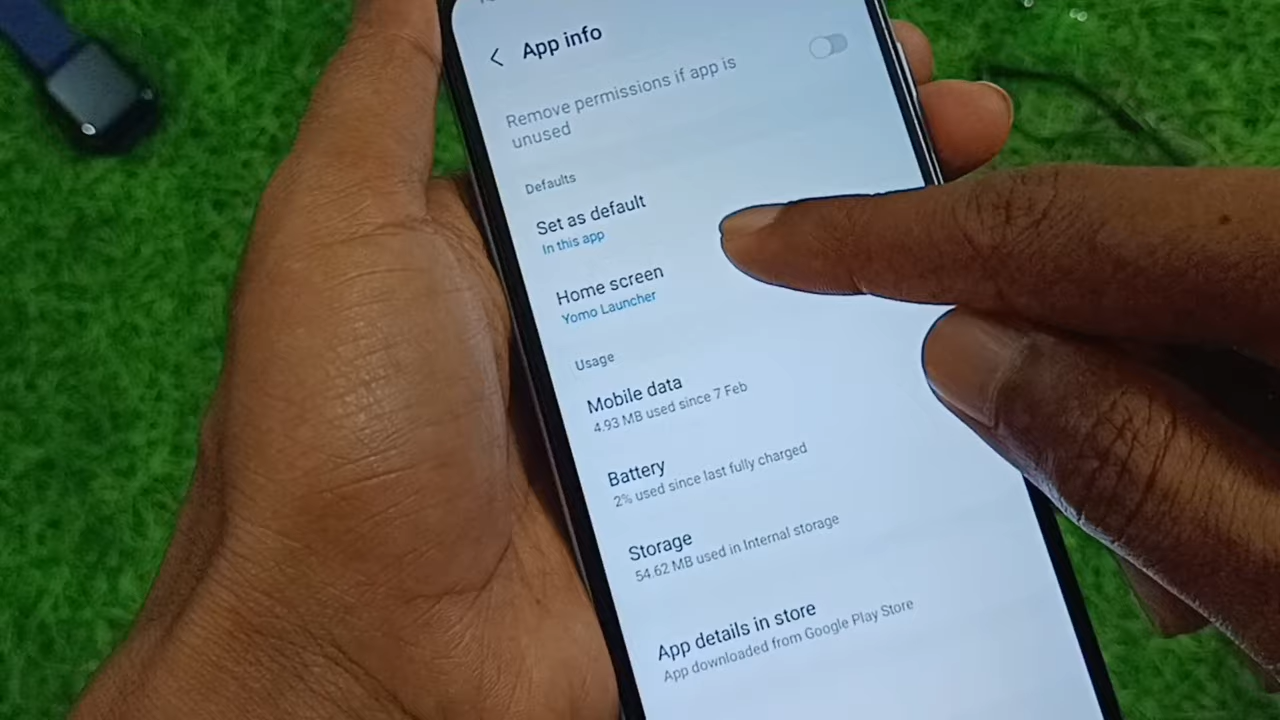 App info
Remove permissions if app is
unused
Defaults
Set as default
In this app
Home screen
Yomo Launcher
Usage
Mobile data
4.93 MB used since 7 Feb
Battery
2% used since last fully charged
Storage
54.62 MB used in Internal storage
App details in store
App downloaded from Google Play Store